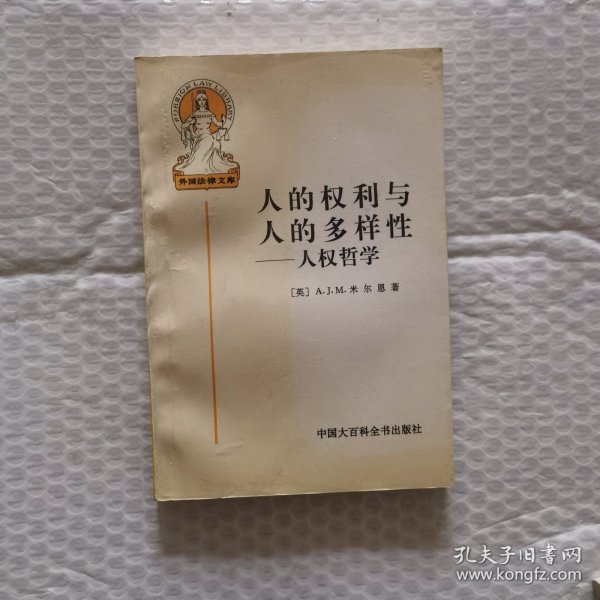 FOREIGN LAW LIBRARY
外国法律文库
人的权利与
人的多样性
——人权哲学
[英] A.J.M.米尔恩著
中国大百科全书出版社
孔夫子旧书网
www.kongfz.com